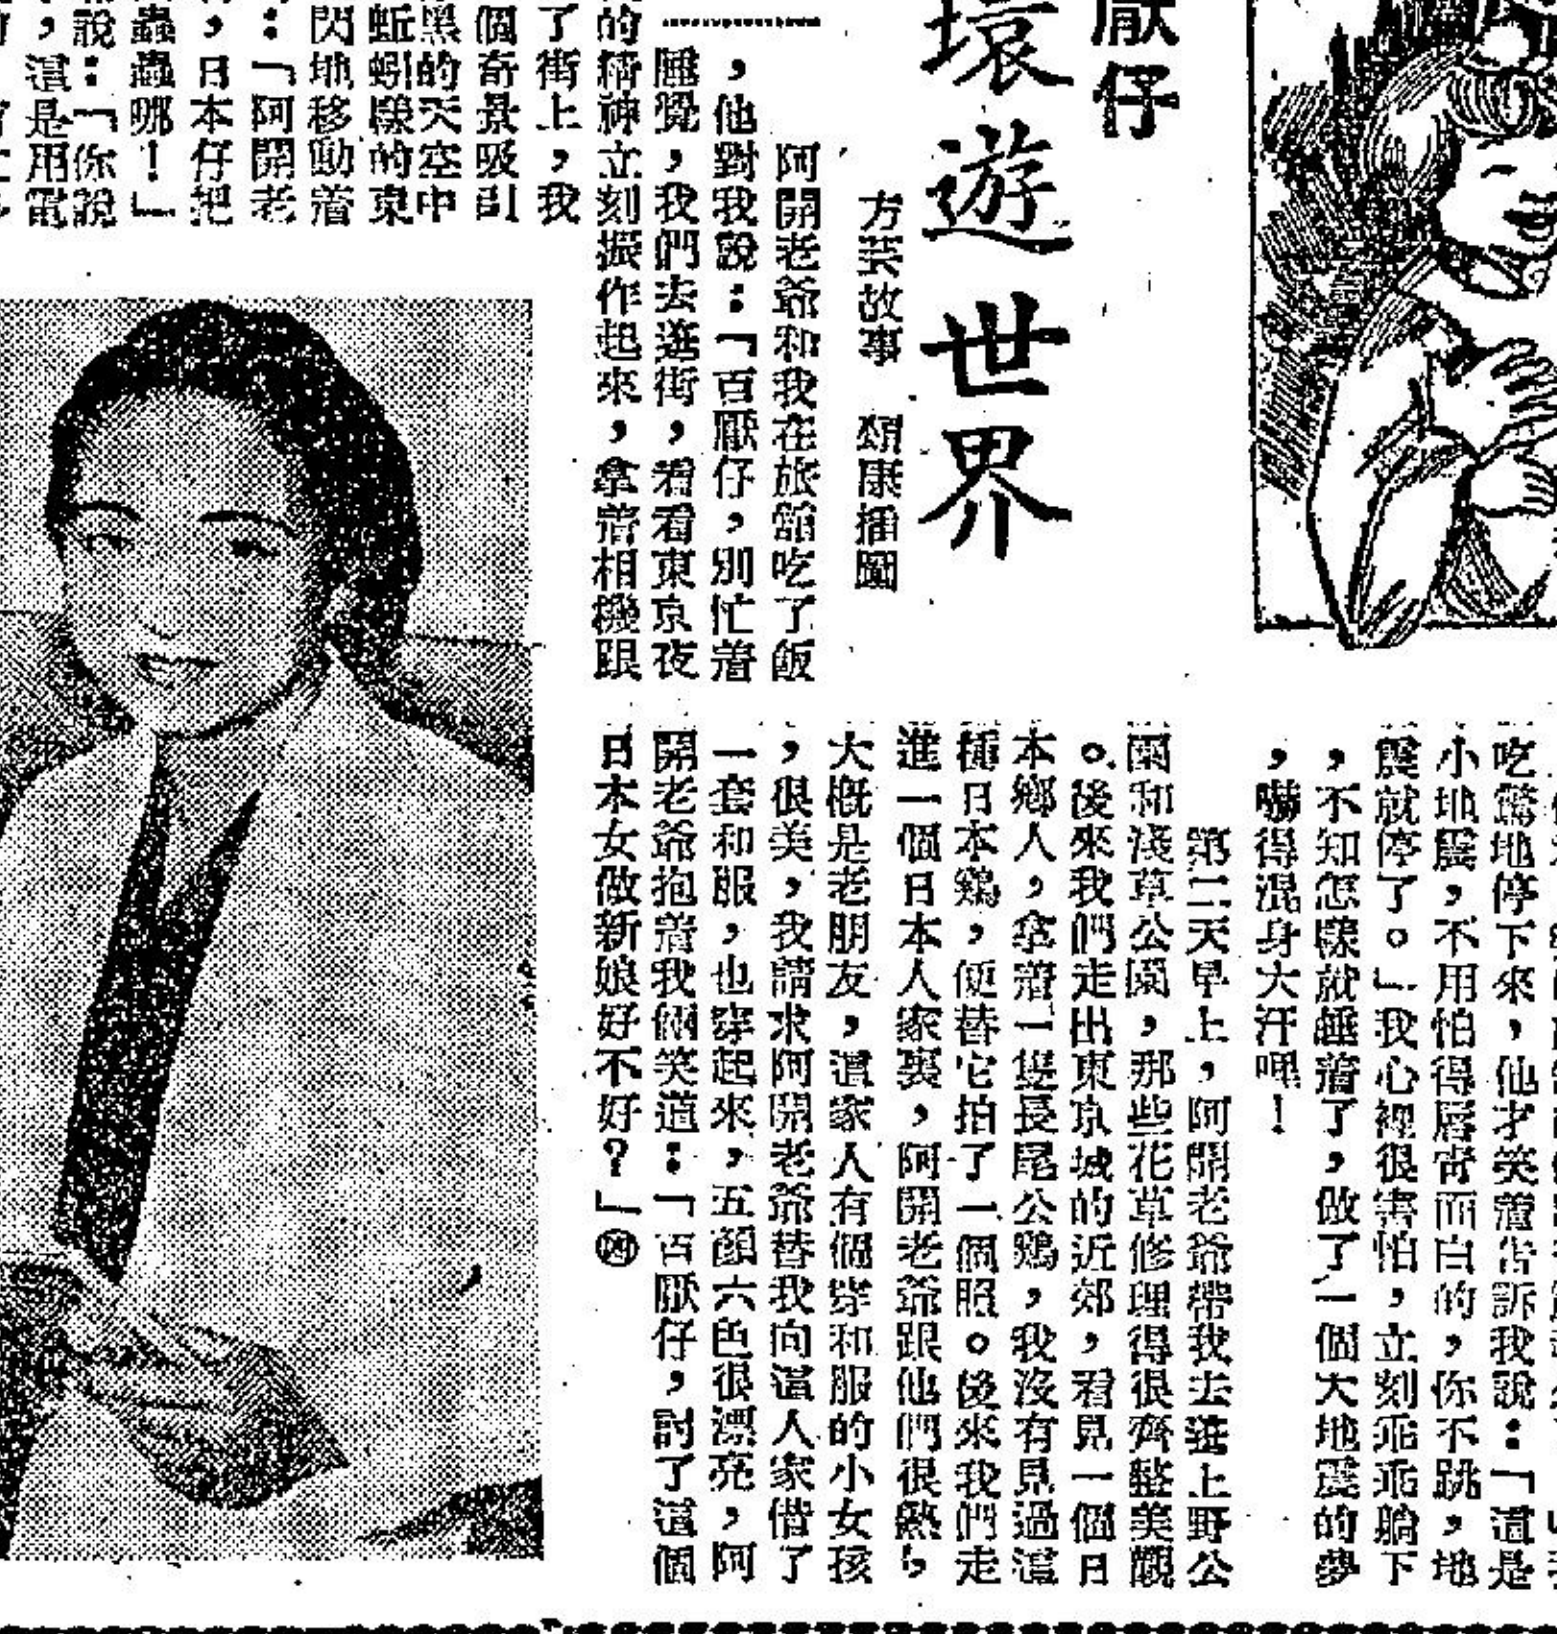 厭仔
環遊世界
方芸故事　頌康插圖
阿開老爺和我在旅館吃了飯
，他對我說：「百厭仔，別忙着
睡覺，我們去逛街，看看東京夜
的精神立刻振作起來，拿着相機跟
了街上，我
個奇景吸引
黑的天空中
蚯蚓樣的東
閃地移動着
：「阿開老
，日本仔把
蟲蟲哪！」
說：「你說
，這是用電
吃驚地停下來，他才笑着告訴我說：「這是
小地震，不用怕得唇青面白的，你不跳，地
震就停了。」我心裡很害怕，立刻乖乖躺下
，不知怎樣就睡着了，做了一個大地震的夢
，嚇得混身大汗哩！
第二天早上，阿開老爺帶我去逛上野公
園和淺草公園，那些花草修理得很齊整美觀
。後來我們走出東京城的近郊，看見一個日
本鄉人，拿着一隻長尾公鷄，我沒有見過這
種日本鷄，便替它拍了一個照。後來我們走
進一個日本人家裏，阿開老爺跟他們很熟，
大概是老朋友，這家人有個穿和服的小女孩
，很美，我請求阿開老爺替我向這人家借了
一套和服，也穿起來，五顏六色很漂亮，阿
開老爺抱着我倆笑道：「百厭仔，討了這個
日本女做新娘好不好？」㈣